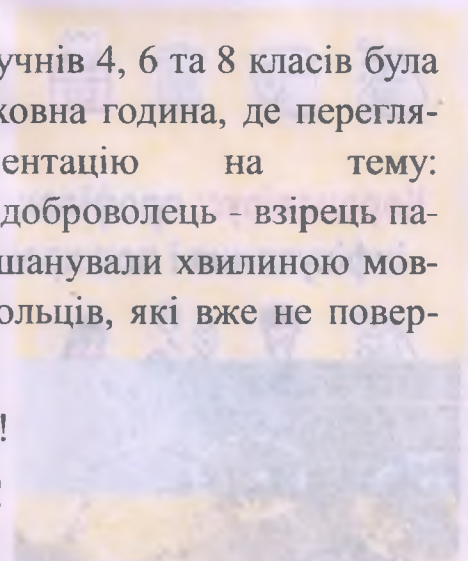 учнів 4, 6 та 8 класів була
ховна година, де перегля-
ентацію на тему:
доброволець - взірець па-
шанували хвилиною мов-
ольців, які вже не повер-
!